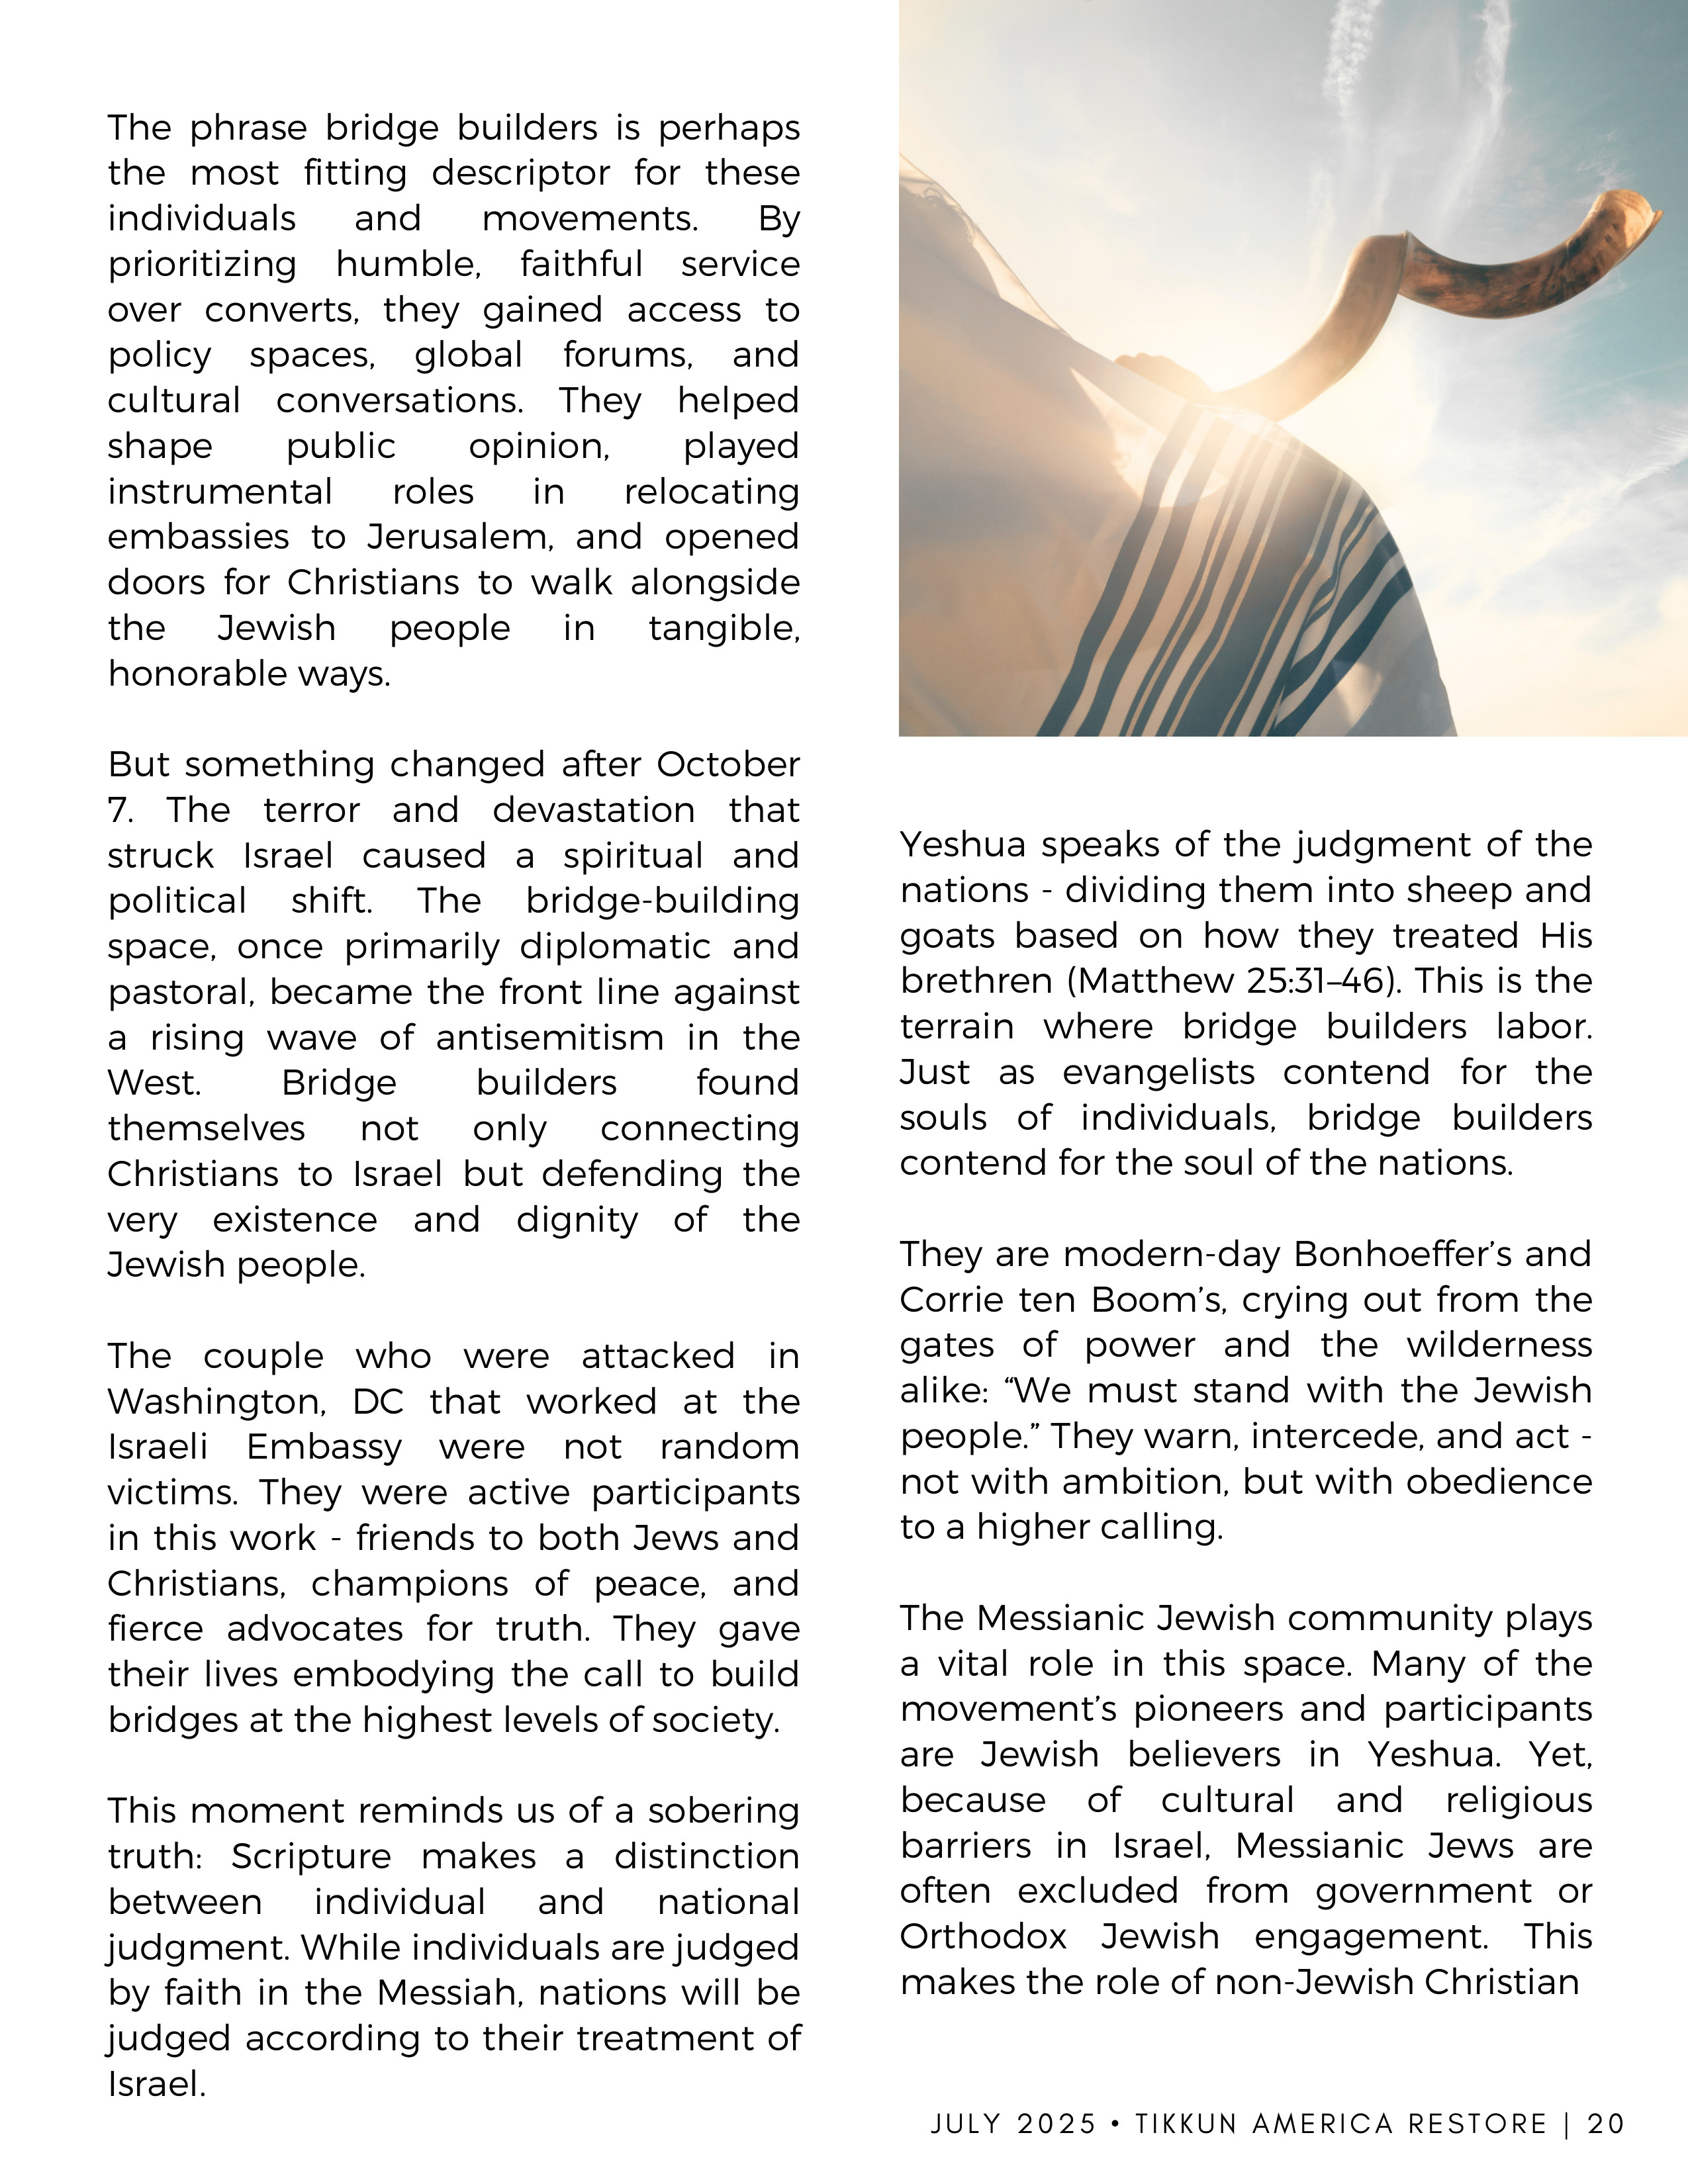 The phrase bridge builders is perhaps
the most fitting descriptor for these
individuals and movements. By
prioritizing humble, faithful service
over converts, they gained access to
policy spaces, global forums, and
cultural conversations. They helped
shape public opinion, played
instrumental roles in relocating
embassies to Jerusalem, and opened
doors for Christians to walk alongside
the Jewish people in tangible,
honorable ways.
But something changed after October
7. The terror and devastation that
struck Israel caused a spiritual and
political shift. The bridge-building
space, once primarily diplomatic and
pastoral, became the front line against
a rising wave of antisemitism in the
West. Bridge builders found
themselves not only connecting
Christians to Israel but defending the
very existence and dignity of the
Jewish people.
The couple who were attacked in
Washington, DC that worked at the
Israeli Embassy were not random
victims. They were active participants
in this work - friends to both Jews and
Christians, champions of peace, and
fierce advocates for truth. They gave
their lives embodying the call to build
bridges at the highest levels of society.
This moment reminds us of a sobering
truth: Scripture makes a distinction
between individual and national
judgment. While individuals are judged
by faith in the Messiah, nations will be
judged according to their treatment of
Israel.
Yeshua speaks of the judgment of the
nations - dividing them into sheep and
goats based on how they treated His
brethren (Matthew 25:31–46). This is the
terrain where bridge builders labor.
Just as evangelists contend for the
souls of individuals, bridge builders
contend for the soul of the nations.
They are modern-day Bonhoeffer’s and
Corrie ten Boom’s, crying out from the
gates of power and the wilderness
alike: “We must stand with the Jewish
people.” They warn, intercede, and act -
not with ambition, but with obedience
to a higher calling.
The Messianic Jewish community plays
a vital role in this space. Many of the
movement’s pioneers and participants
are Jewish believers in Yeshua. Yet,
because of cultural and religious
barriers in Israel, Messianic Jews are
often excluded from government or
Orthodox Jewish engagement. This
makes the role of non-Jewish Christian
JULY 2025 • TIKKUN AMERICA RESTORE | 20